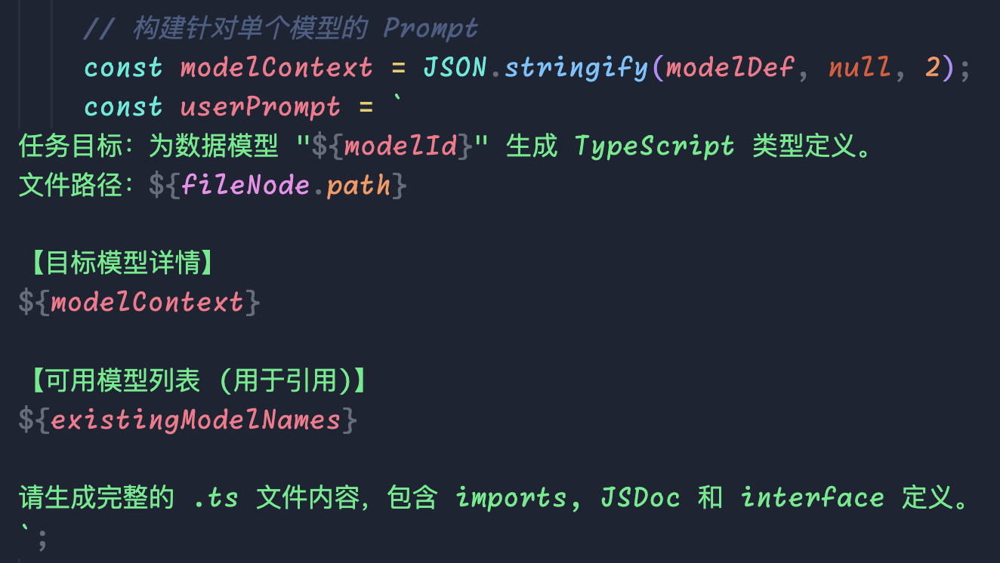 // 构建针对单个模型的 Prompt
const modelContext = JSON.stringify(modelDef, null, 2);
const userPrompt = `
任务目标：为数据模型 "${modelId}" 生成 TypeScript 类型定义。
文件路径：${fileNode.path}
【目标模型详情】
${modelContext}
【可用模型列表 (用于引用)】
${existingModelNames}
请生成完整的 .ts 文件内容，包含 imports, JSDoc 和 interface 定义。
`;